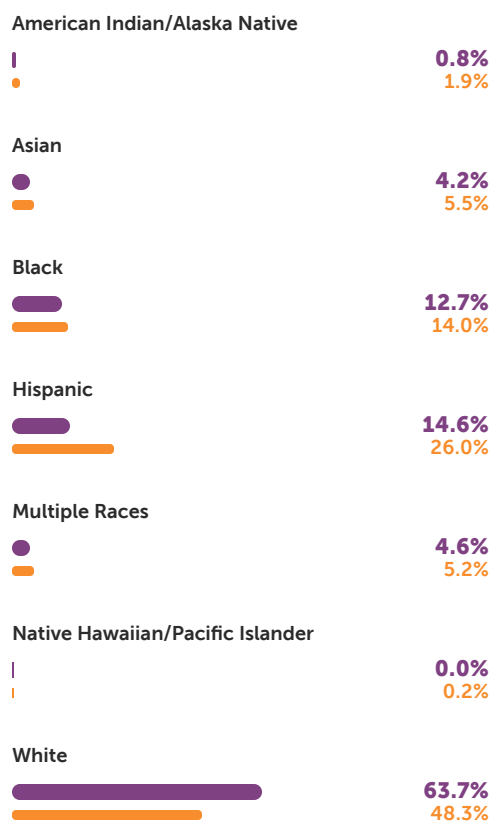 American Indian/Alaska Native
0.8%
1.9%
Asian
4.2%
5.5%
Black
12.7%
14.0%
Hispanic
14.6%
26.0%
Multiple Races
4.6%
5.2%
Native Hawaiian/Pacific Islander
0.0%
0.2%
White
63.7%
48.3%